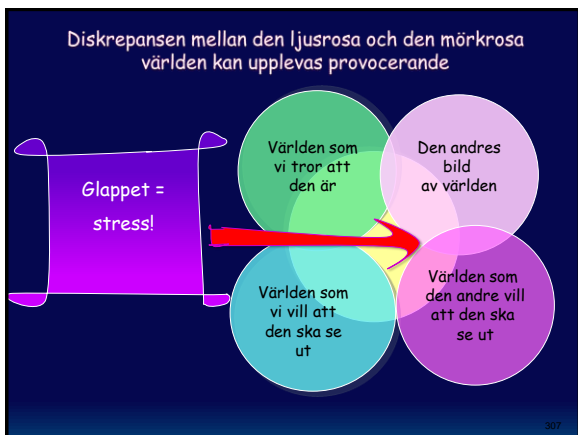 Diskrepansen mellan den ljusrosa och den mörkrosa
världen kan upplevas provocerande
Glappet =
stress!
Världen som
vi tror att
den är
Den andres
bild
av världen
Världen som
vi vill att
den ska se
ut
Världen som
den andre vill
att den ska
se ut
307